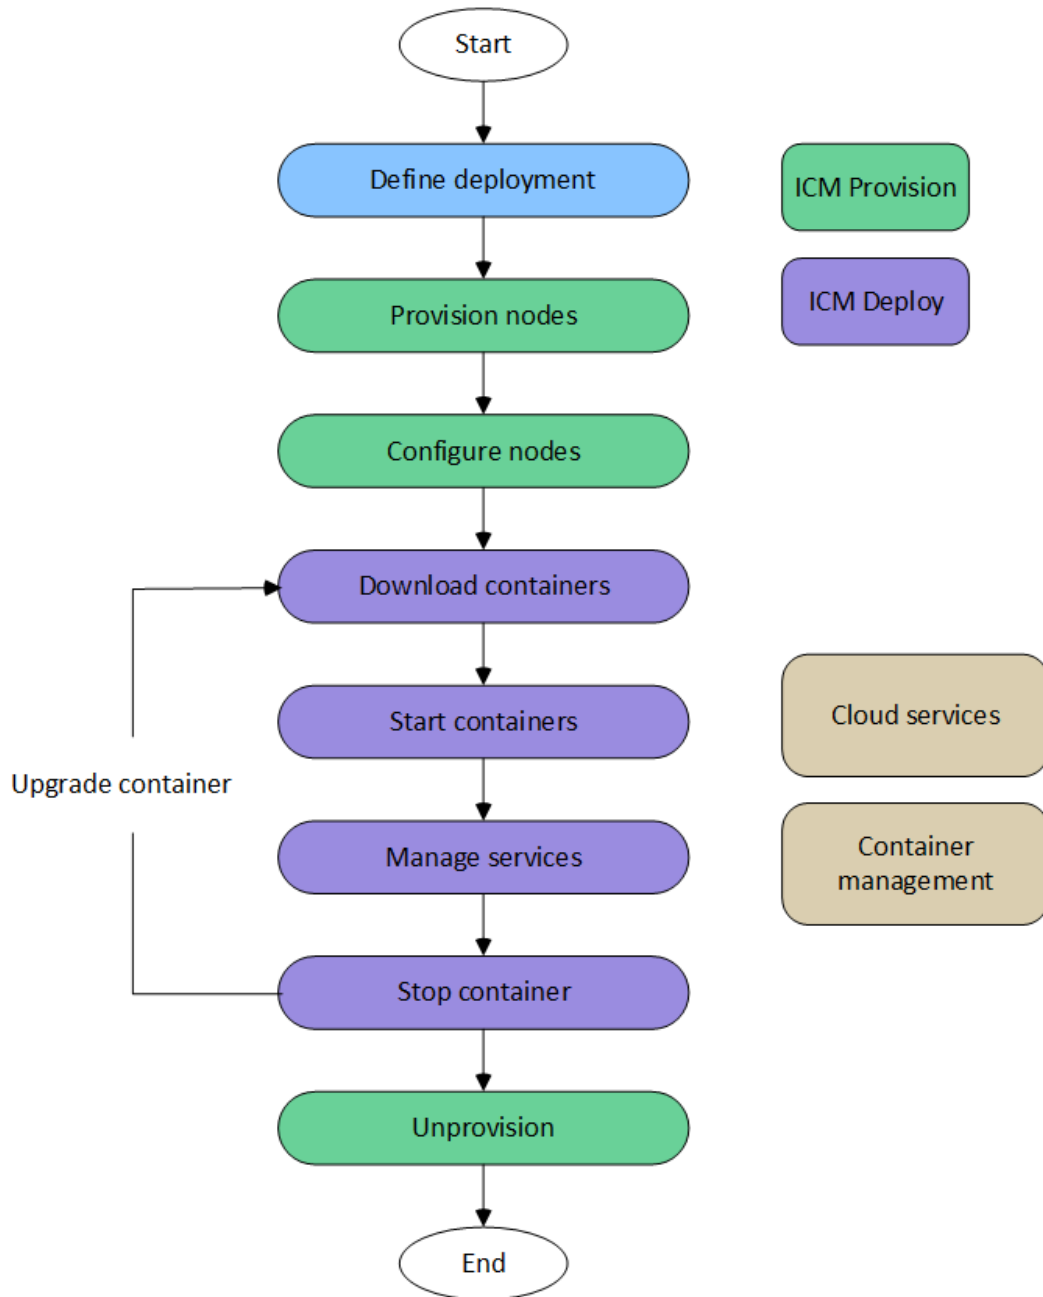 Start
Define deployment
ICM Provision
ICM Deploy
Provision nodes
Configure nodes
Download containers
Start containers
Cloud services
Upgrade container
Manage services
Container
management
Stop container
Unprovision
End